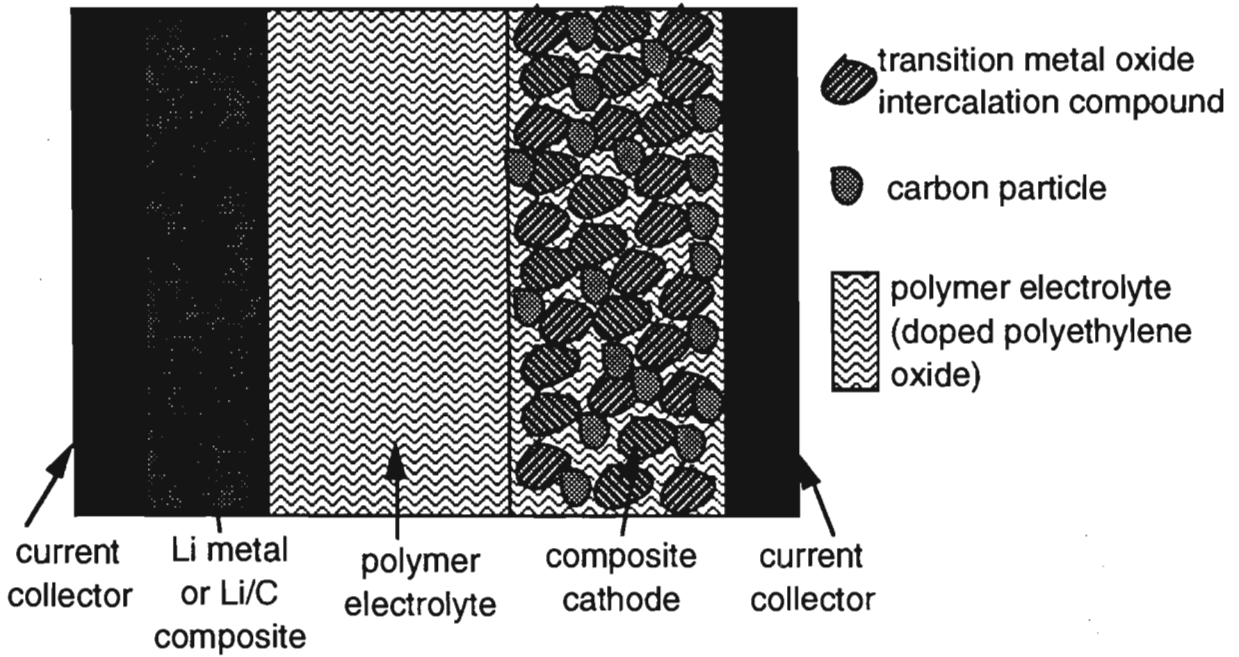 transition metal oxide
intercalation compound
carbon particle
polymer electrolyte
(doped polyethylene
oxide)
current
collector
Li metal
or Li/C
composite
polymer
electrolyte
composite
cathode
current
collector